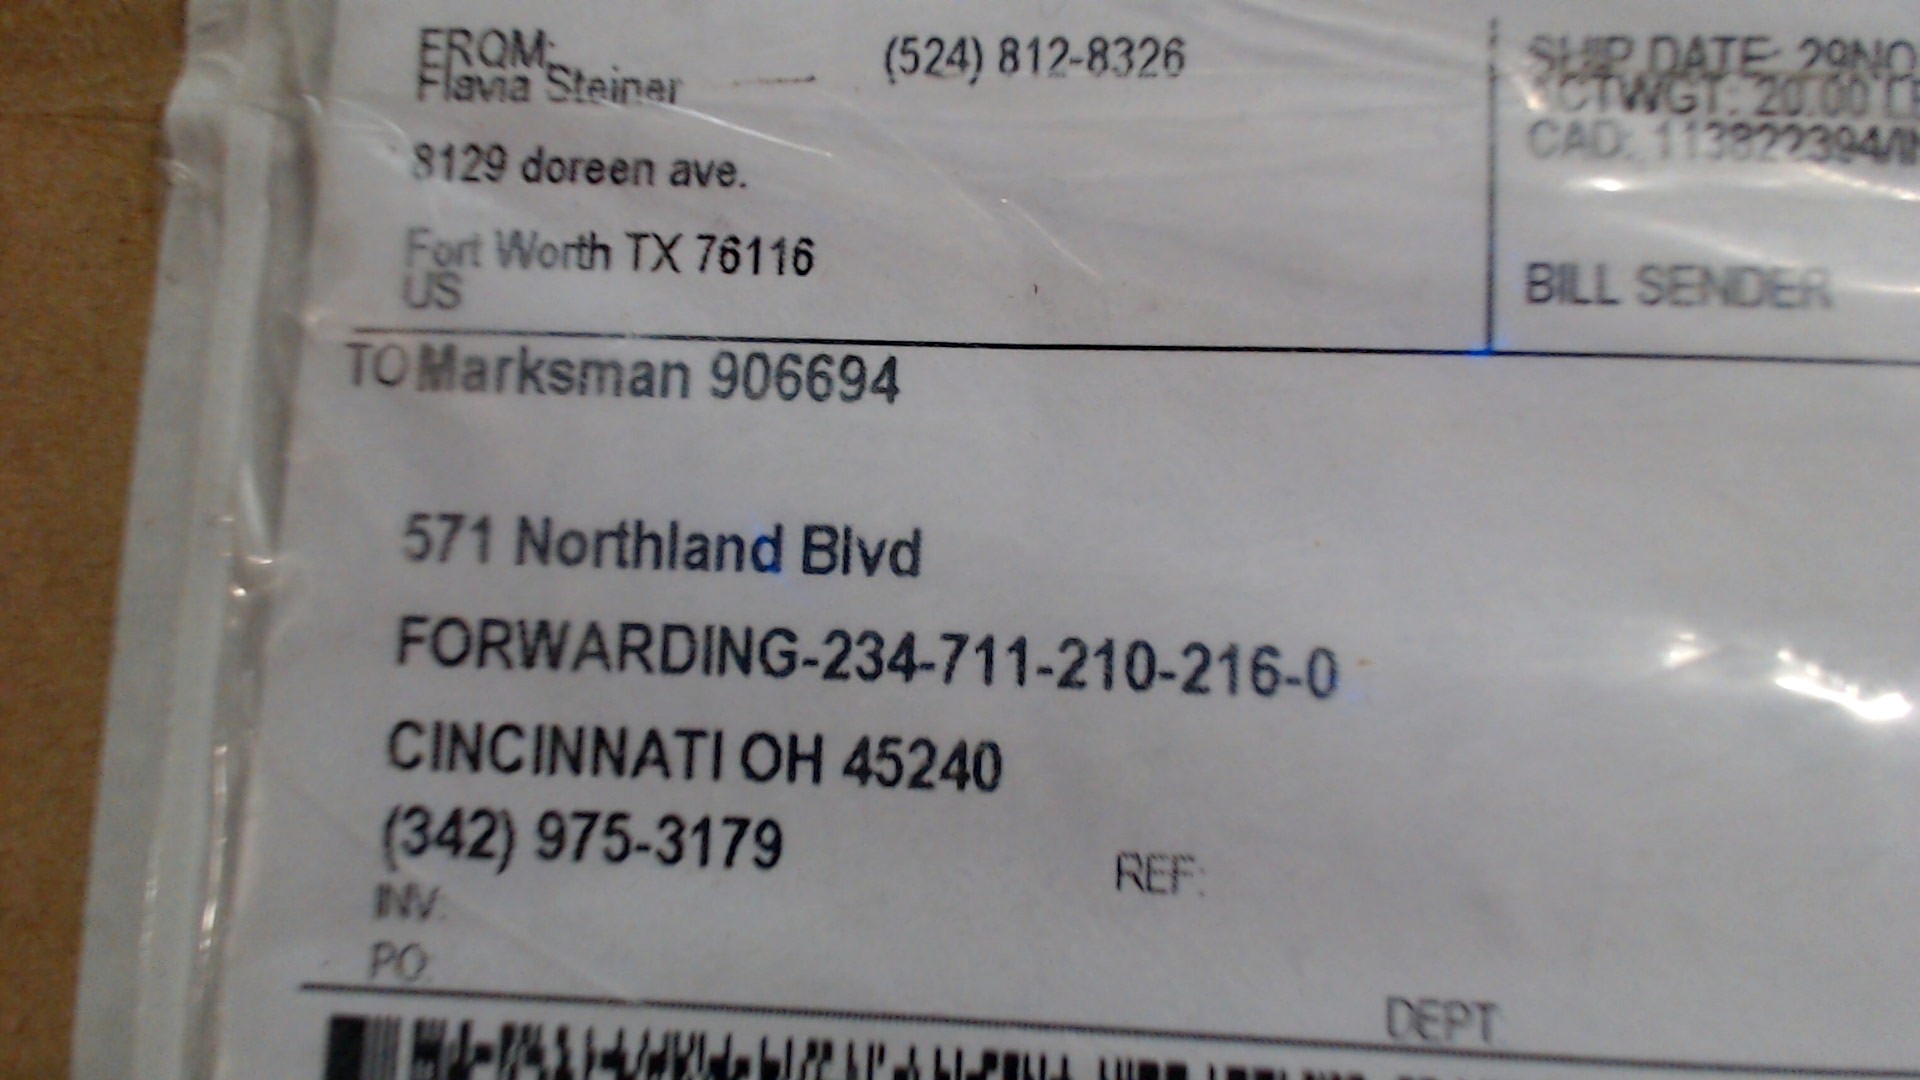 FROM: (524) 812-8326
Flavia Steiner
8129 doreen ave.
Fort Worth TX 76116
US
SHIP DATE: 29NO
ACTWGT: 20.00 L
CAD: 113822394/IN
BILL SENDER
TO Marksman 906694
571 Northland Blvd
FORWARDING-234-711-210-216-0
CINCINNATI OH 45240
(342) 975-3179
REF:
INV:
PO:
DEPT